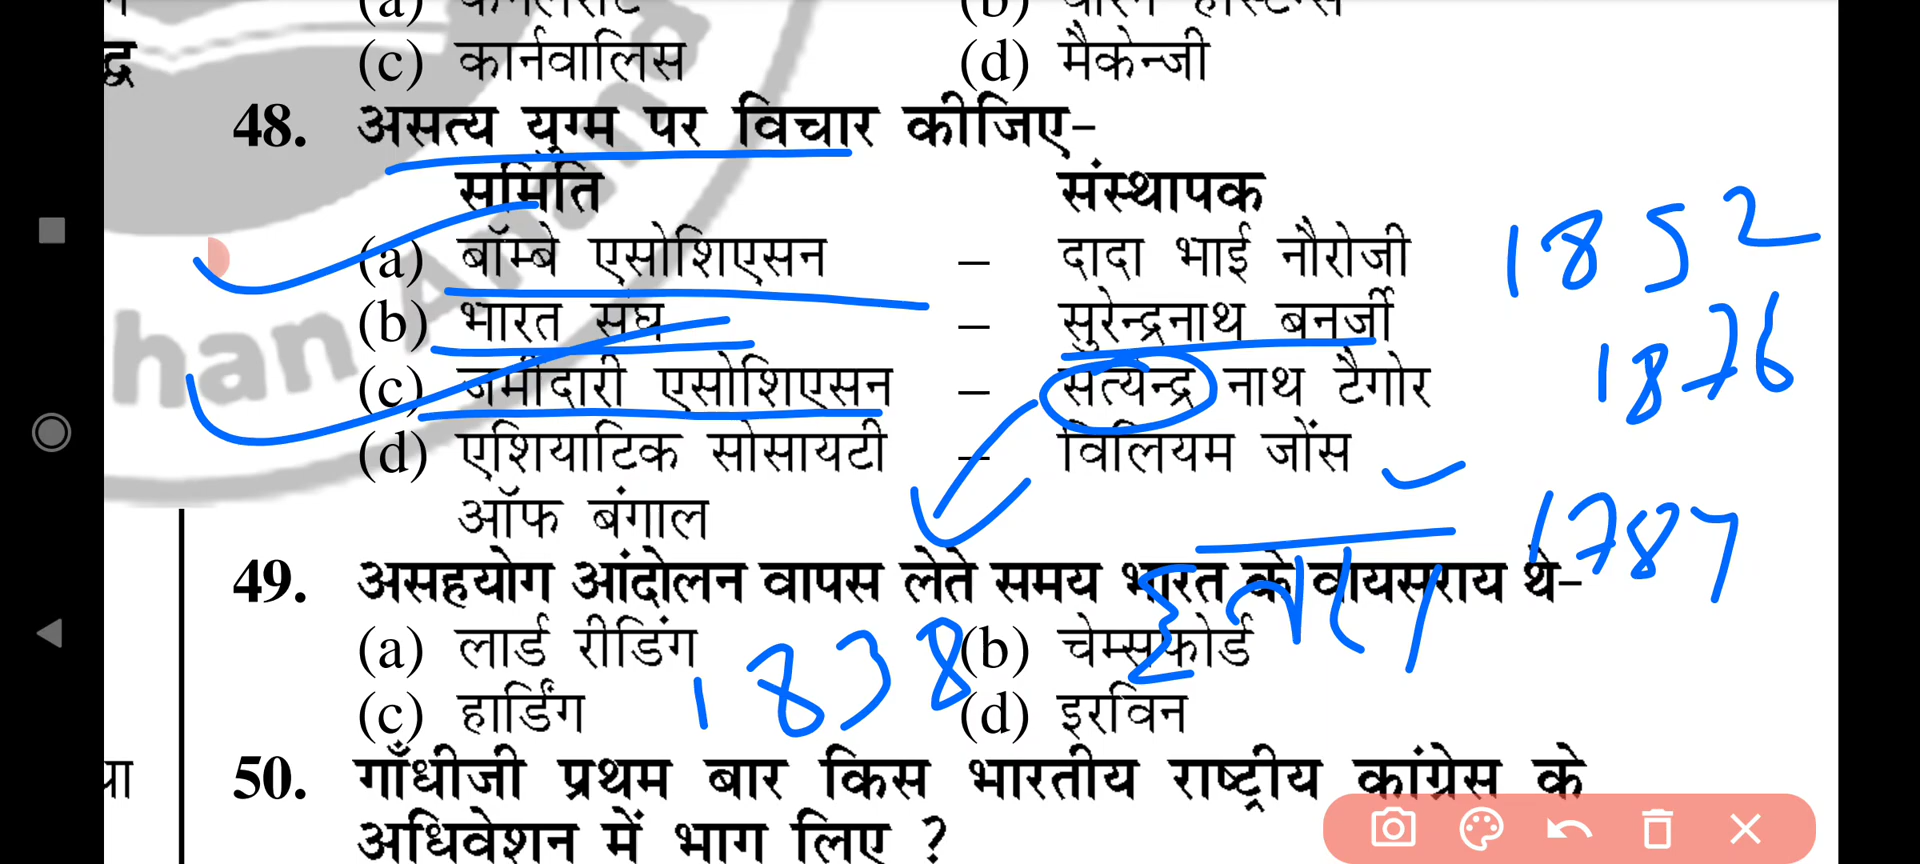 (c) कार्नवालिस (d) मैकेन्जी
48. असत्य युग्म पर विचार कीजिए-
समिति संस्थापक
(a) बॉम्बे एसोशिएसन – दादा भाई नौरोजी 1852
(b) भारत संघ – सुरेन्द्रनाथ बनर्जी 1876
(c) जमींदारी एसोशिएसन – सत्येन्द्र नाथ टैगोर
(d) एशियाटिक सोसायटी – विलियम जोंस
ऑफ बंगाल 1787
49. असहयोग आंदोलन वापस लेते समय भारत के वायसराय थे–
(a) लार्ड रीडिंग 1838 (b) चेम्सफोर्ड
(c) हार्डिंग (d) इरविन
50. गाँधीजी प्रथम बार किस भारतीय राष्ट्रीय कांग्रेस के
अधिवेशन में भाग लिए ?